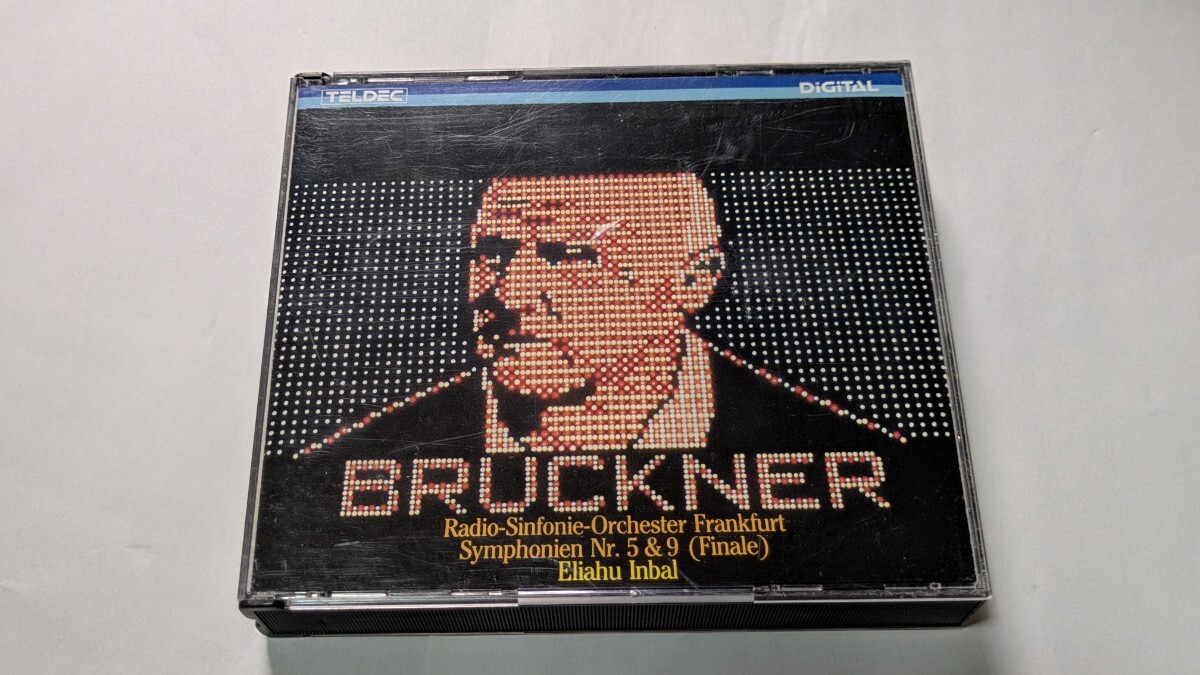 TELDEC
DiGiTAL
BRUCKNER
Radio-Sinfonie-Orchester Frankfurt
Symphonien Nr. 5 & 9 (Finale)
Eliahu Inbal